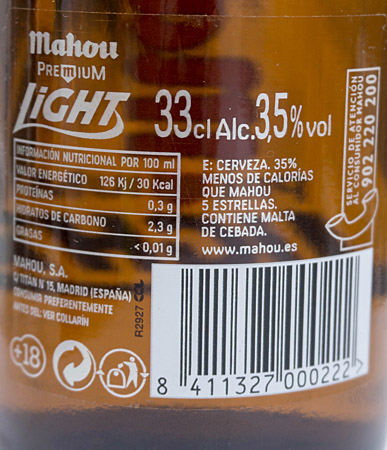 mahou
PREMIUM
LIGHT
33cl Alc.3,5%vol
INFORMACIÓN NUTRICIONAL POR 100 ml
VALOR ENERGÉTICO 126 Kj/30 Kcal
PROTEÍNAS 0,3 g
HIDRATOS DE CARBONO 2,3 g
GRASAS <0,01 g
MAHOU, S.A.
C/ TITÁN Nº 15, MADRID (ESPAÑA)
CONSUMIR PREFERENTEMENTE
ANTES DEL: VER COLLARÍN
E: CERVEZA. 35%
MENOS DE CALORÍAS
QUE MAHOU
5 ESTRELLAS.
CONTIENE MALTA
DE CEBADA.
www.mahou.es
SERVICIO DE ATENCIÓN
AL CONSUMIDOR MAHOU
902 220 200
R2927
+18
8 411327 000222 >